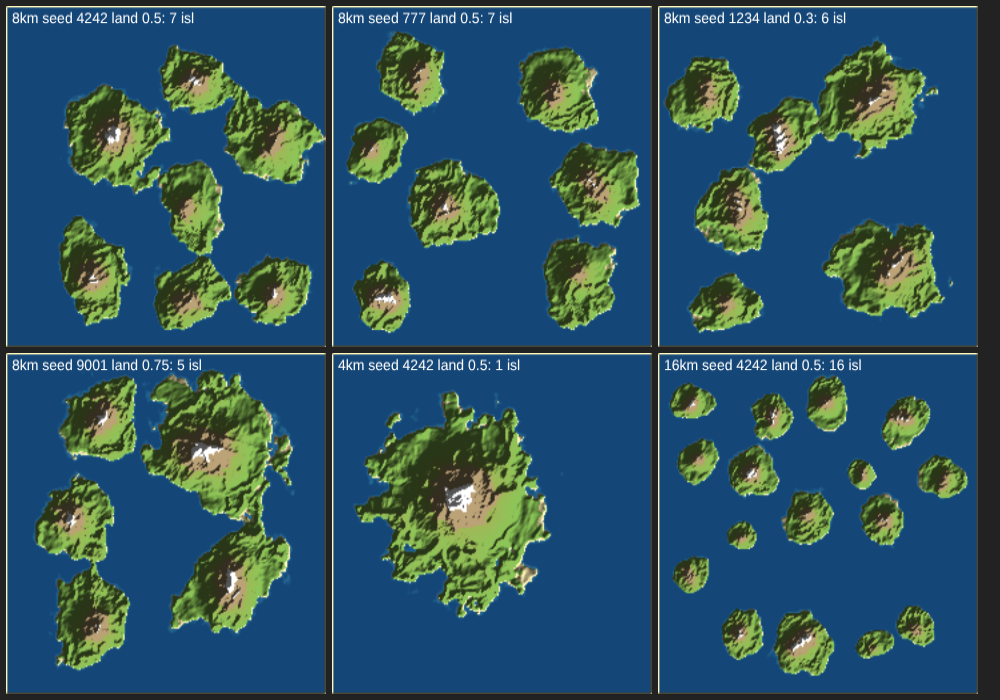 8km seed 4242 land 0.5: 7 isl
8km seed 777 land 0.5: 7 isl
8km seed 1234 land 0.3: 6 isl
8km seed 9001 land 0.75: 5 isl
4km seed 4242 land 0.5: 1 isl
16km seed 4242 land 0.5: 16 isl